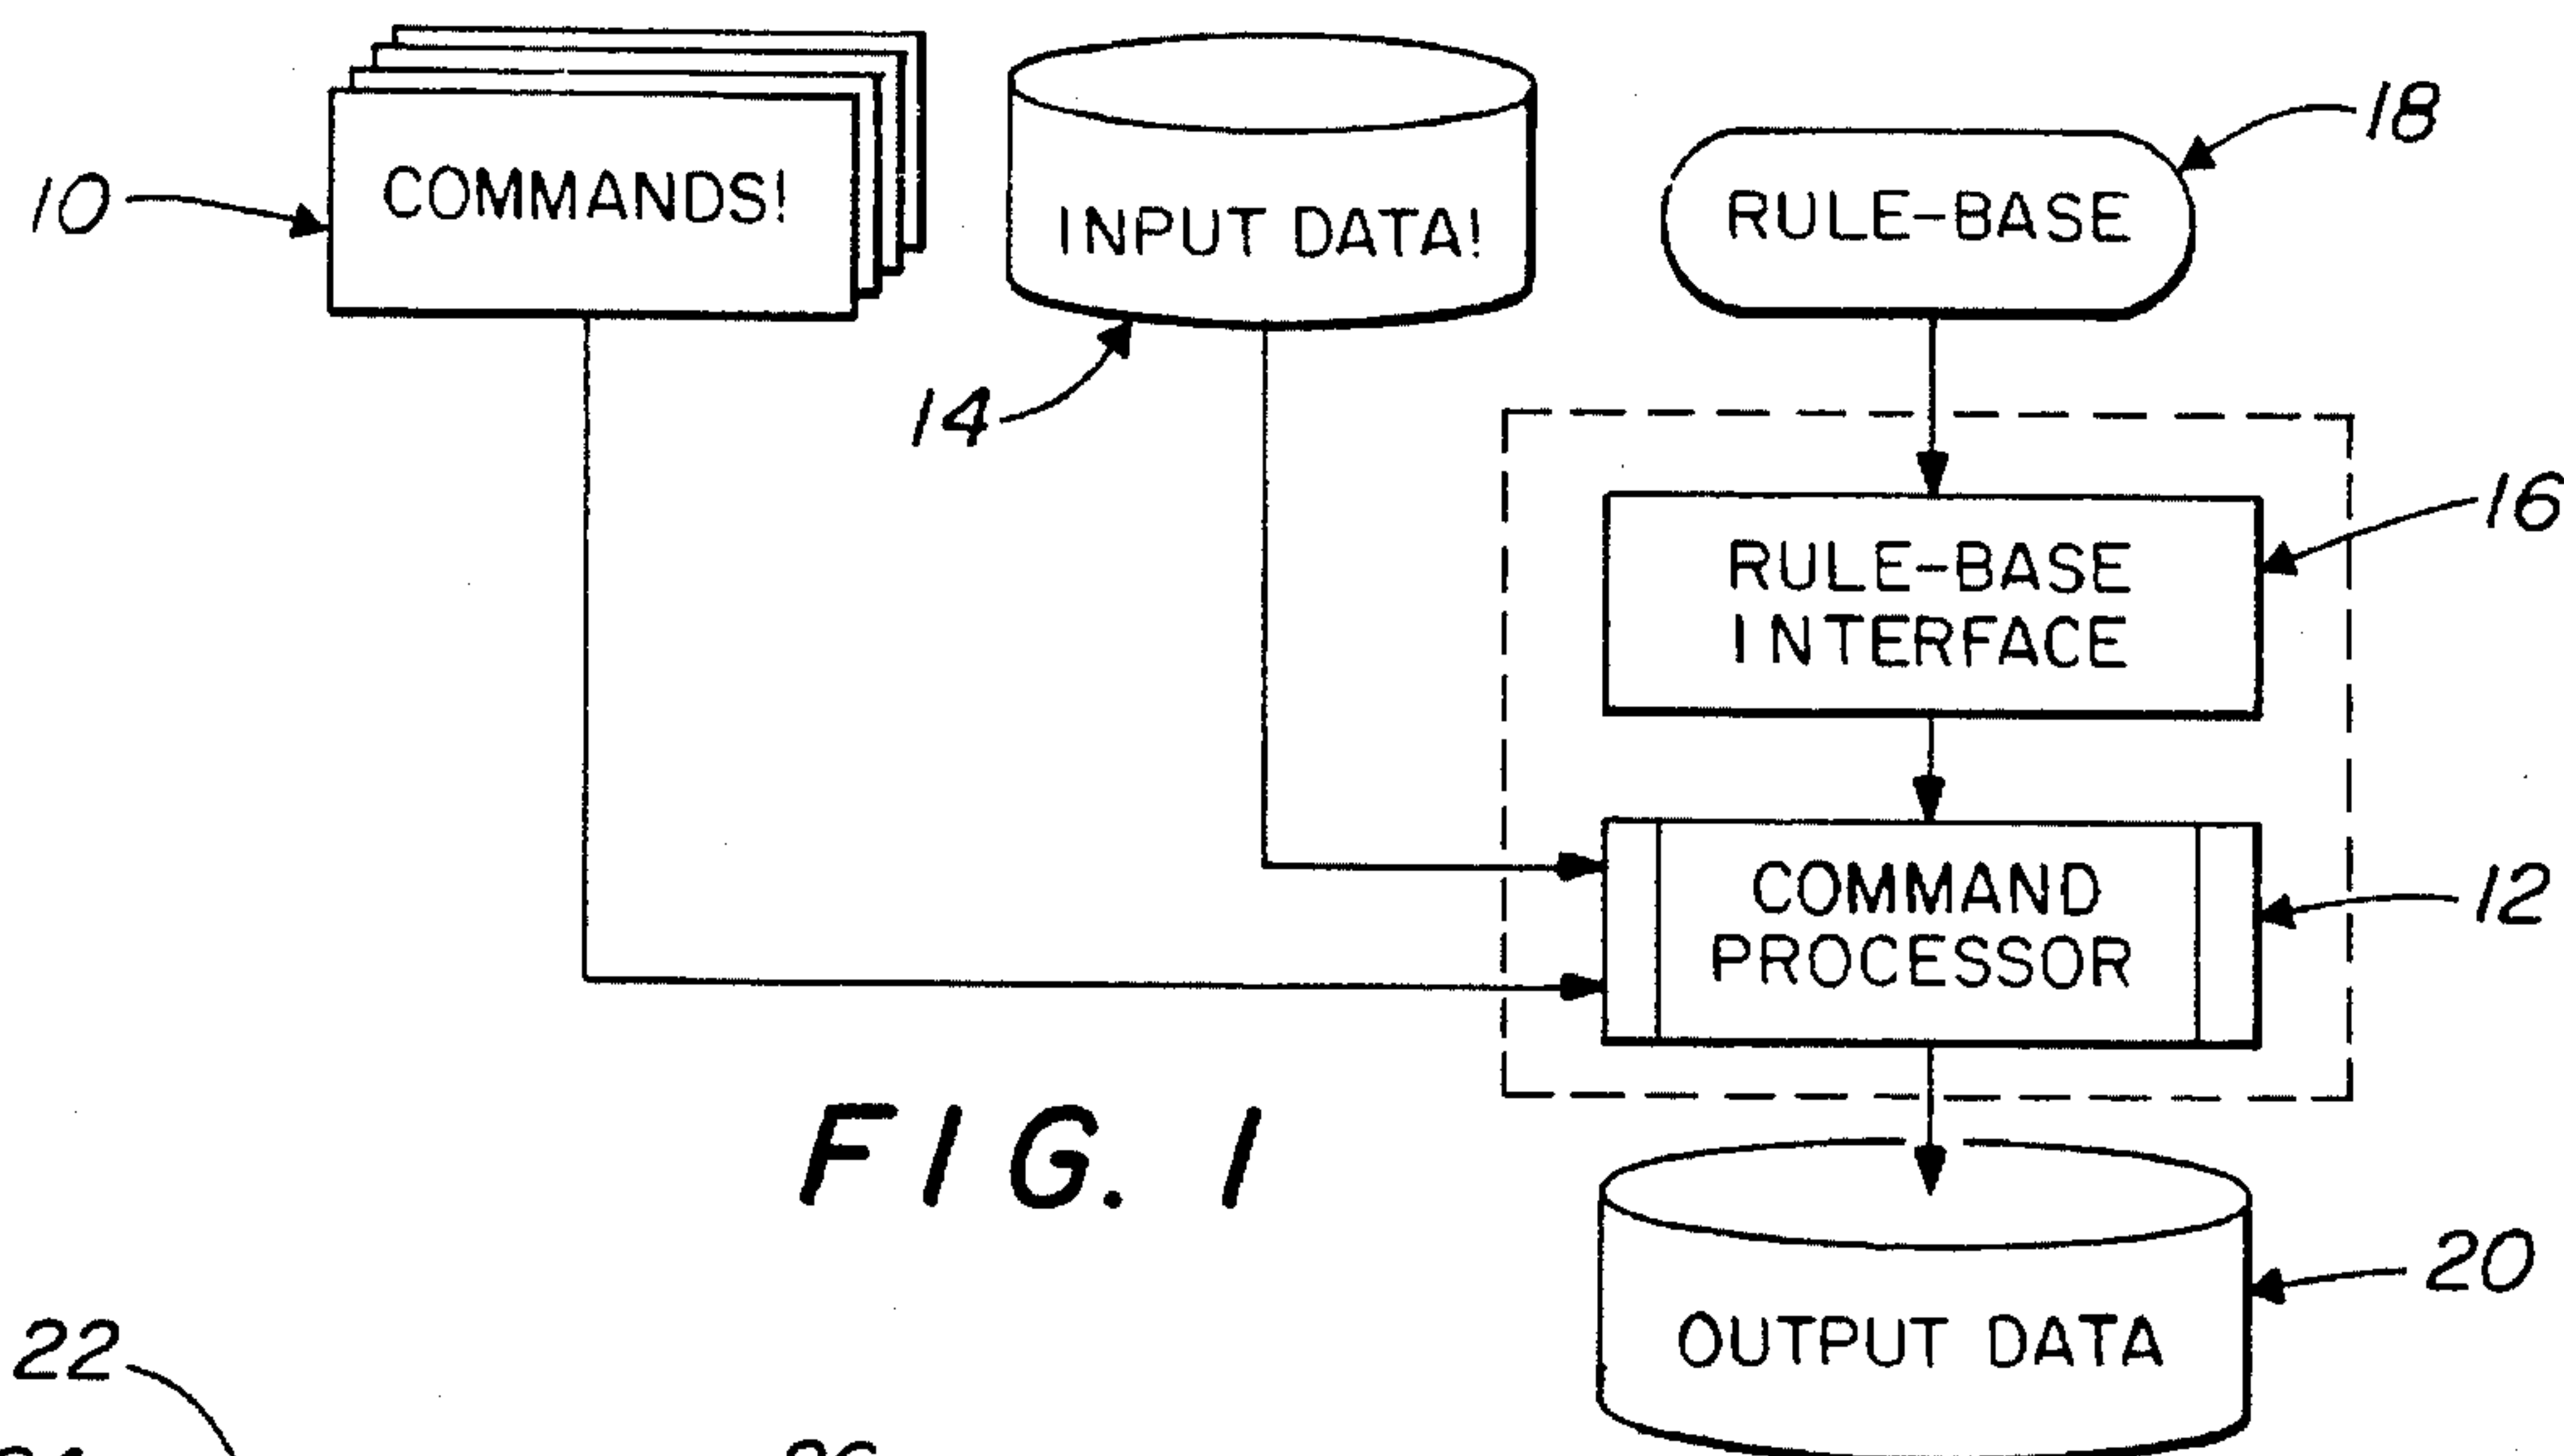 10
COMMANDS!
INPUT DATA!
14
RULE-BASE
18
RULE-BASE
INTERFACE
16
COMMAND
PROCESSOR
12
FIG. 1
OUTPUT DATA
20
22